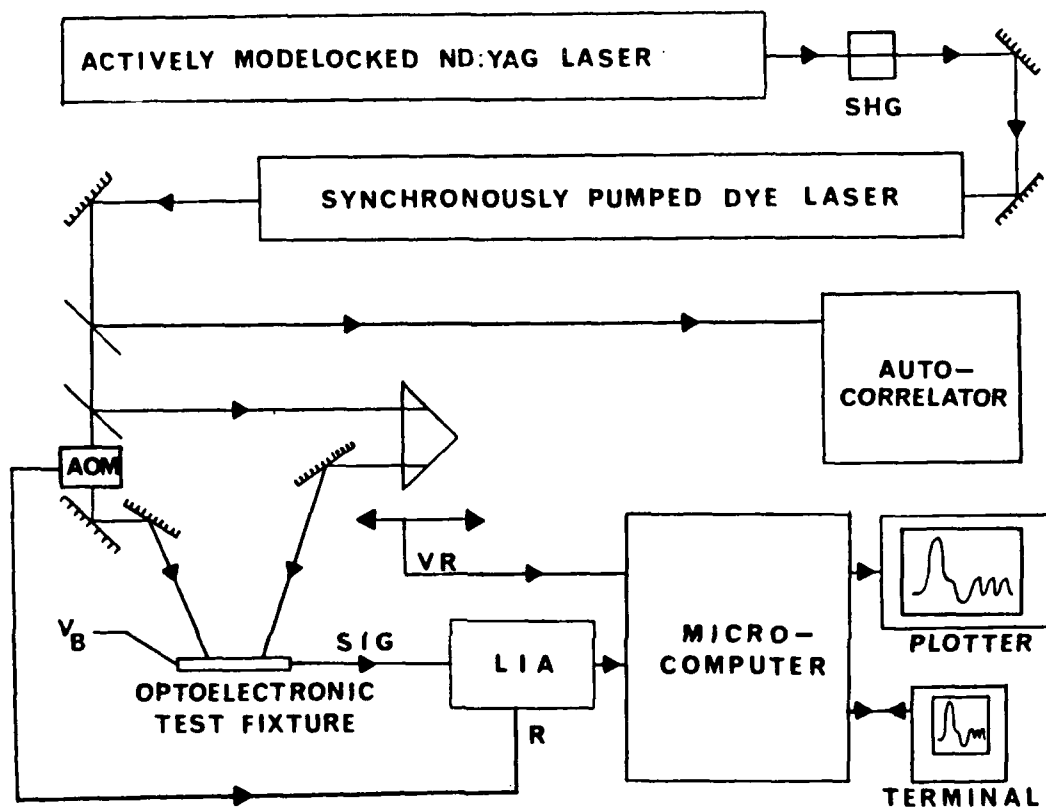 ACTIVELY MODELOCKED ND:YAG LASER
SHG
SYNCHRONOUSLY PUMPED DYE LASER
AUTO-
CORRELATOR
AOM
VR
VB
SIG
OPTOELECTRONIC
TEST FIXTURE
LIA
R
MICRO-
COMPUTER
PLOTTER
TERMINAL